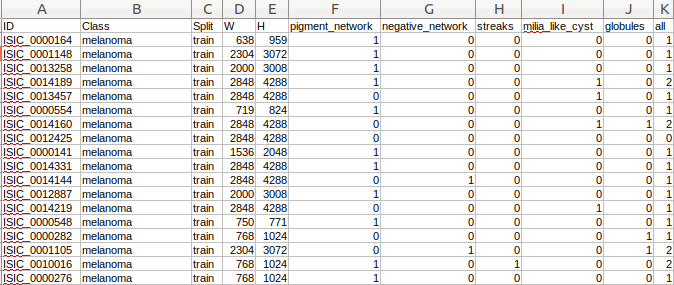 A B C D E F G H I J K
ID Class Split W H pigment_network negative_network streaks milia_like_cyst globules all
ISIC_0000164 melanoma train 638 959 1 0 0 0 0 1
ISIC_0001148 melanoma train 2304 3072 1 0 0 0 0 1
ISIC_0013258 melanoma train 2000 3008 1 0 0 0 0 1
ISIC_0014189 melanoma train 2848 4288 1 0 0 1 0 2
ISIC_0013457 melanoma train 2848 4288 0 0 0 1 0 1
ISIC_0000554 melanoma train 719 824 1 0 0 0 0 1
ISIC_0014160 melanoma train 2848 4288 0 0 0 1 1 2
ISIC_0012425 melanoma train 2848 4288 0 0 0 0 0 0
ISIC_0000141 melanoma train 1536 2048 1 0 0 0 0 1
ISIC_0014331 melanoma train 2848 4288 1 0 0 0 0 1
ISIC_0014144 melanoma train 2848 4288 0 1 0 0 0 1
ISIC_0012887 melanoma train 2000 3008 1 0 0 0 0 1
ISIC_0014219 melanoma train 2848 4288 0 0 0 1 0 1
ISIC_0000548 melanoma train 750 771 1 0 0 0 0 1
ISIC_0000282 melanoma train 768 1024 0 0 0 0 1 1
ISIC_0001105 melanoma train 2304 3072 0 1 0 0 1 2
ISIC_0010016 melanoma train 768 1024 1 0 1 0 0 2
ISIC_0000276 melanoma train 768 1024 1 0 0 0 0 1